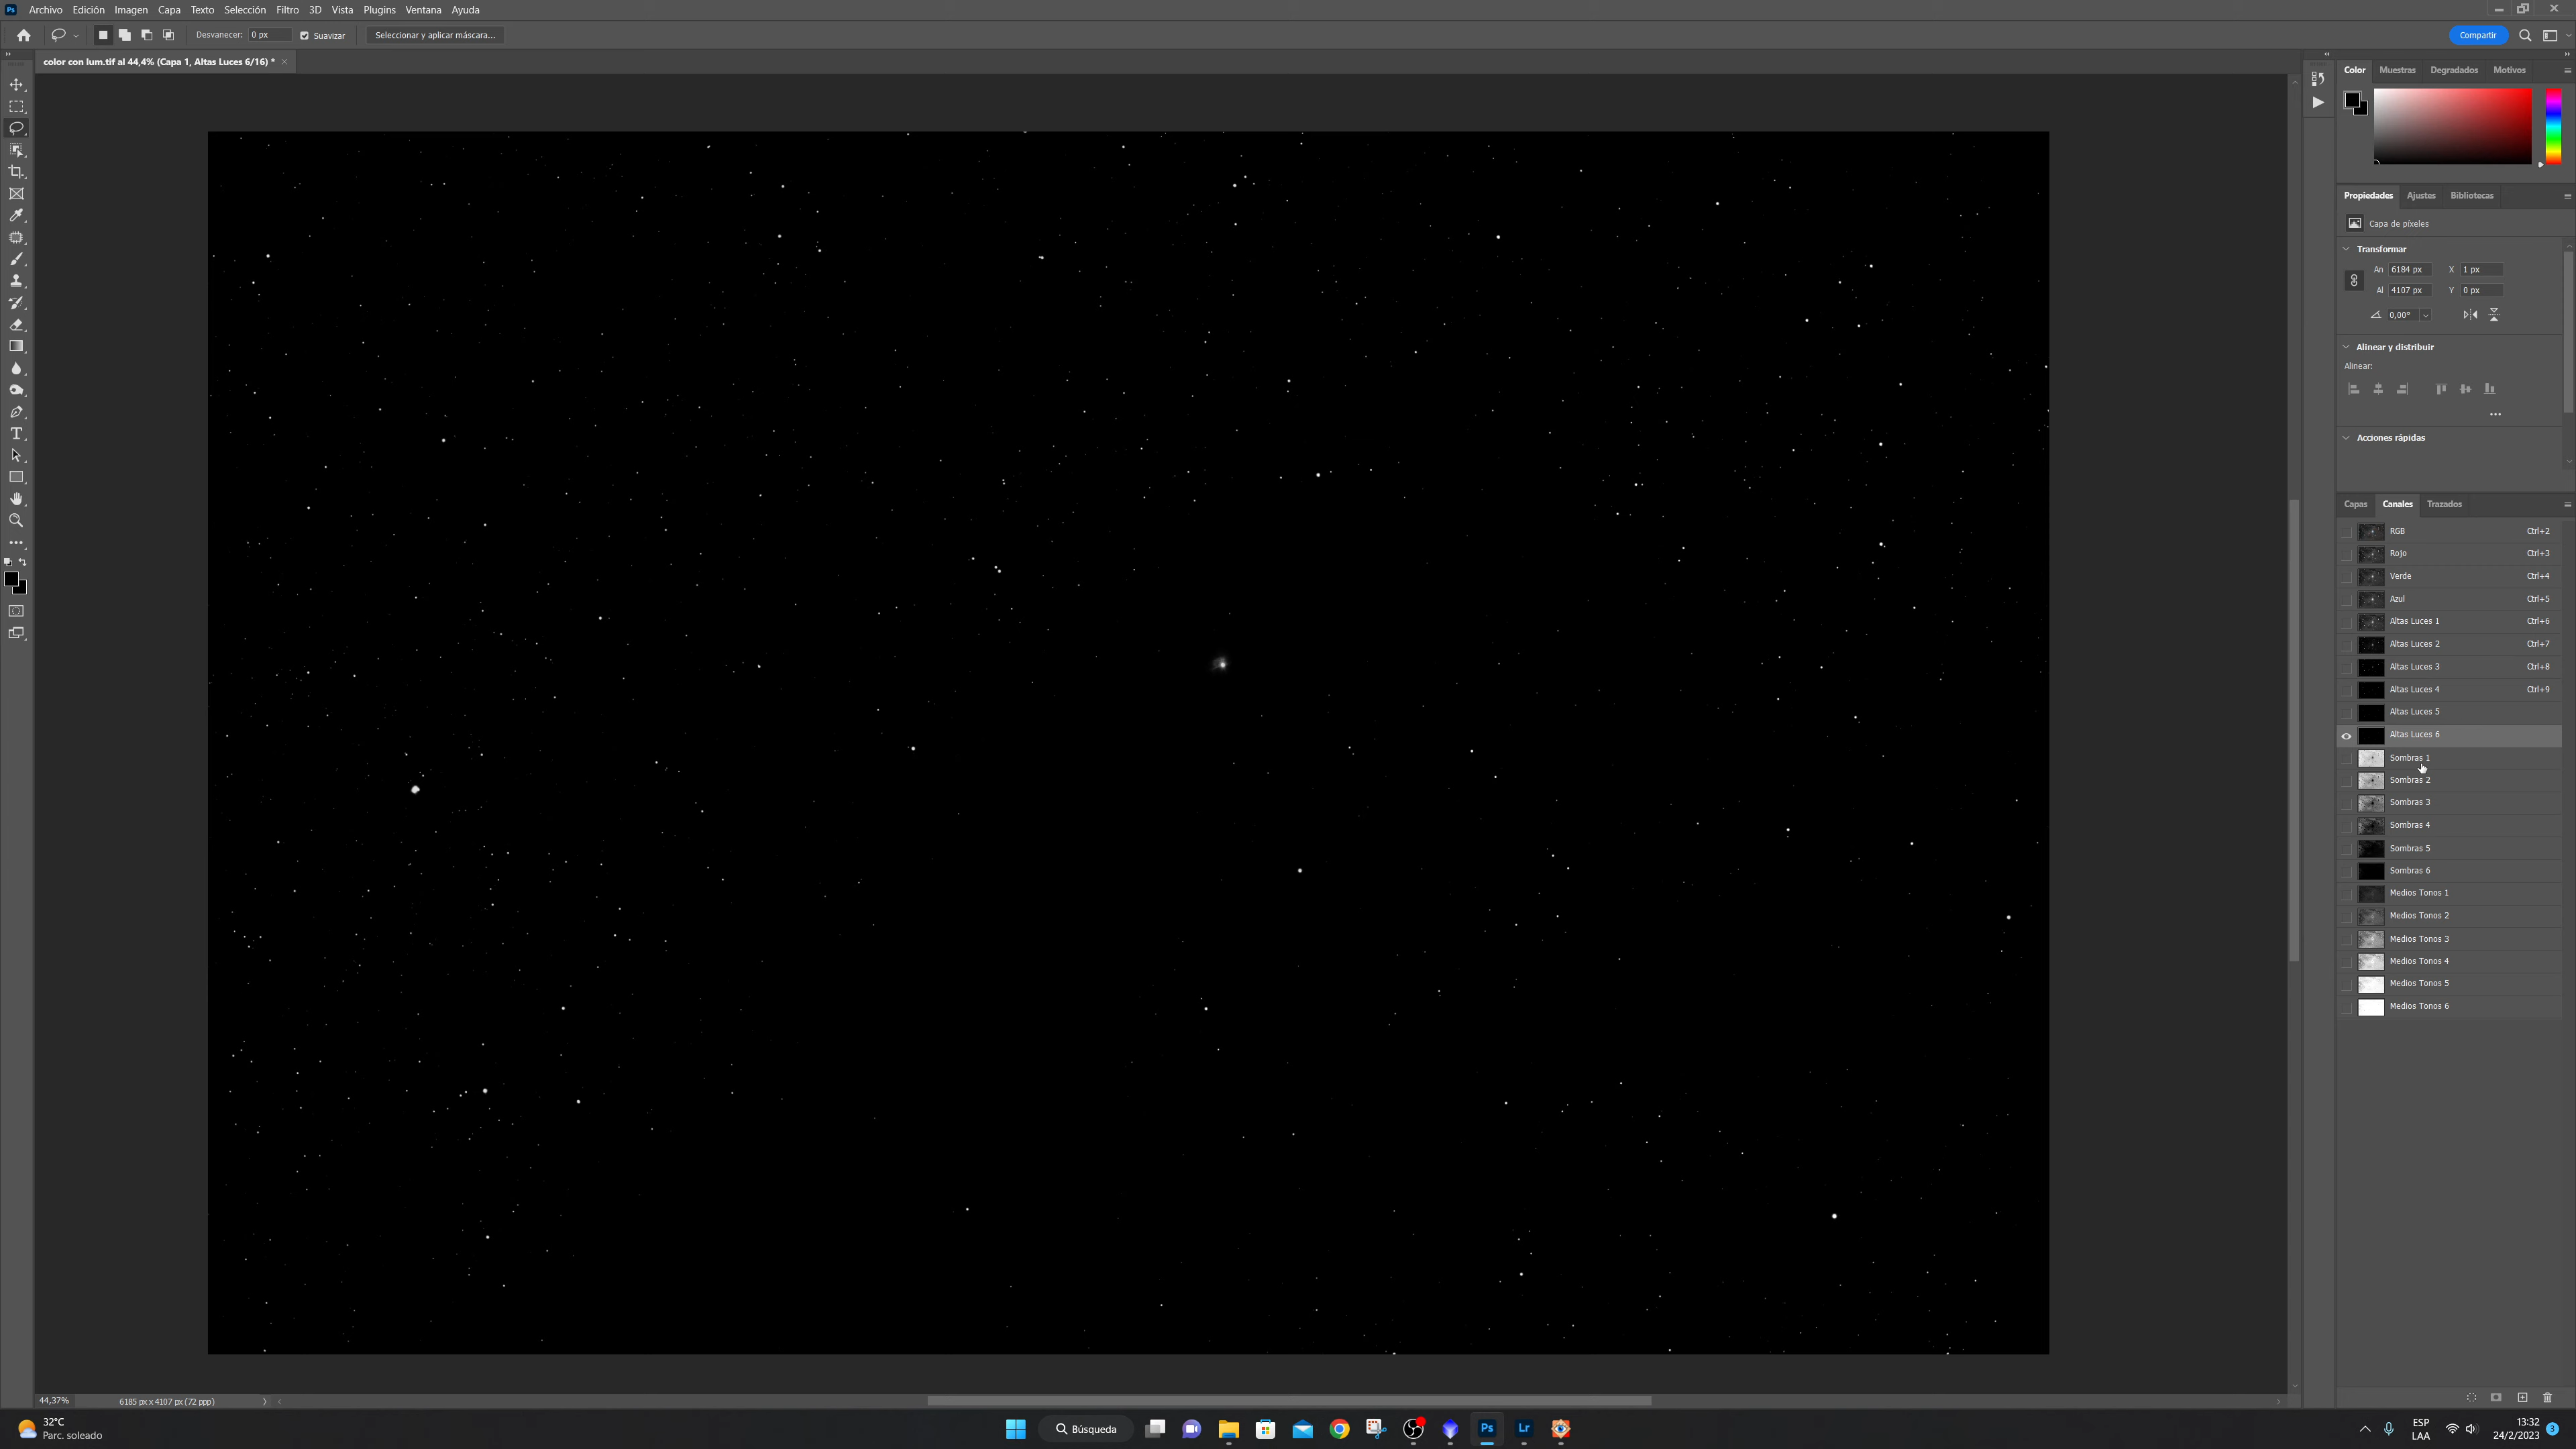 Ps Archivo Edición Imagen Capa Texto Selección Filtro 3D Vista Plugins Ventana Ayuda
Desvanecer: 0 px Suavizar Seleccionar y aplicar máscara... Compartir
color con lum.tif al 44,4% (Capa 1, Altas Luces 6/16) * ×
Color Muestras Degradados Motivos
Propiedades Ajustes Bibliotecas
Capa de píxeles
Transformar
An 6184 px X 1 px
Al 4107 px Y 0 px
0,00°
Alinear y distribuir
Alinear:
Acciones rápidas
Capas Canales Trazados
RGB Ctrl+2
Rojo Ctrl+3
Verde Ctrl+4
Azul Ctrl+5
Altas Luces 1 Ctrl+6
Altas Luces 2 Ctrl+7
Altas Luces 3 Ctrl+8
Altas Luces 4 Ctrl+9
Altas Luces 5
Altas Luces 6
Sombras 1
Sombras 2
Sombras 3
Sombras 4
Sombras 5
Sombras 6
Medios Tonos 1
Medios Tonos 2
Medios Tonos 3
Medios Tonos 4
Medios Tonos 5
Medios Tonos 6
44,37% 6185 px x 4107 px (72 ppp)
32°C
Parc. soleado
Búsqueda
Ps Lr
ESP
LAA
13:32
24/2/2023
3